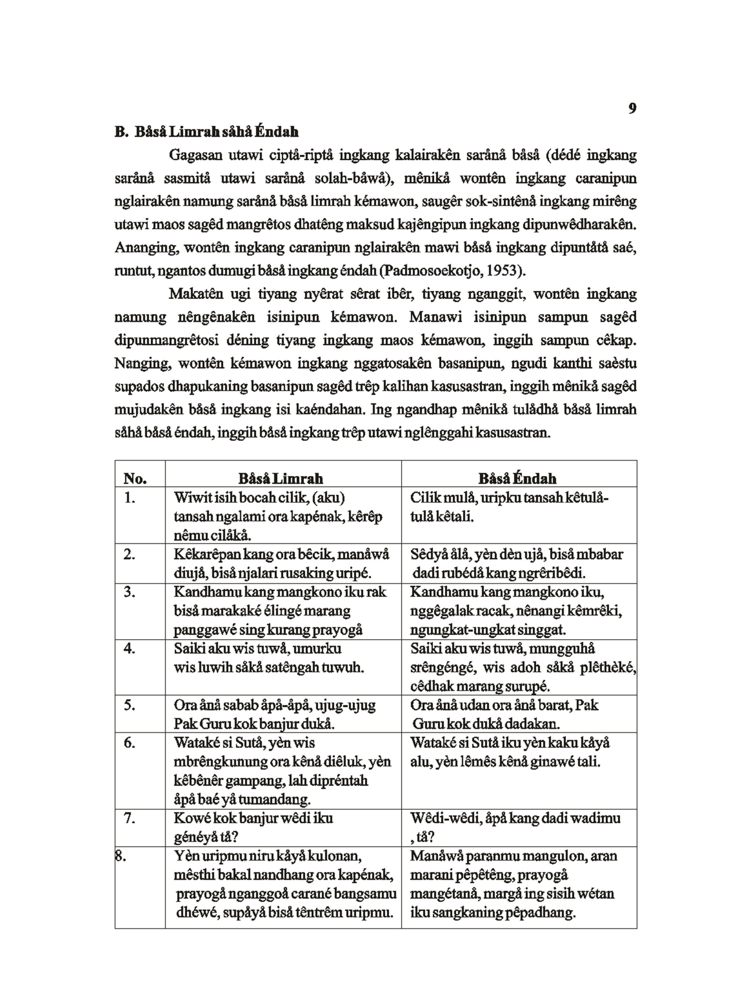 9
B. Båså Limrah såhå Éndah
Gagasan utawi ciptå-riptå ingkang kalairakên sarånå båså (dédé ingkang
sarånå sasmitå utawi sarånå solah-båwå), mênikå wontên ingkang caranipun
nglairakên namung sarånå båså limrah kémawon, saugêr sok-sintênå ingkang mirêng
utawi maos sagêd mangrêtos dhatêng maksud kajêngipun ingkang dipunwêdharakên.
Ananging, wontên ingkang caranipun nglairakên mawi båså ingkang dipuntåtå saé,
runtut, ngantos dumugi båså ingkang éndah (Padmosoekotjo, 1953).
Makatên ugi tiyang nyêrat sêrat ibêr, tiyang nganggit, wontên ingkang
namung nêngênakên isinipun kémawon. Manawi isinipun sampun sagêd
dipunmangrêtosi déning tiyang ingkang maos kémawon, inggih sampun cêkap.
Nanging, wontên kémawon ingkang nggatosakên basanipun, ngudi kanthi saèstu
supados dhapukaning basanipun sagêd trêp kalihan kasusastran, inggih mênikå sagêd
mujudakên båså ingkang isi kaéndahan. Ing ngandhap mênikå tulådhå båså limrah
såhå båså éndah, inggih båså ingkang trêp utawi nglênggahi kasusastran.
No. Båså Limrah Båså Éndah
1. Wiwit isih bocah cilik, (aku) Cilik mulå, uripku tansah kêtulå-
tansah ngalami ora kapénak, kêrêp tulå kêtali.
nêmu cilåkå.
2. Kêkarêpan kang ora bêcik, manåwå Sêdyå ålå, yèn dèn ujå, biså mbabar
diujå, biså njalari rusaking uripé. dadi rubédå kang ngrêribêdi.
3. Kandhamu kang mangkono iku rak Kandhamu kang mangkono iku,
biså marakaké élingé marang nggêgalak racak, nênangi kêmrêki,
panggawé sing kurang prayogå ngungkat-ungkat singgat.
4. Saiki aku wis tuwå, umurku Saiki aku wis tuwå, mungguhå
wis luwih såkå satêngah tuwuh. srêngéngé, wis adoh såkå plêthèké,
cêdhak marang surupé.
5. Ora ånå sabab åpå-åpå, ujug-ujug Ora ånå udan ora ånå barat, Pak
Pak Guru kok banjur dukå. Guru kok dukå dadakan.
6. Wataké si Sutå, yèn wis Wataké si Sutå iku yèn kaku kåyå
mbrêngkunung ora kênå diêluk, yèn alu, yèn lêmês kênå ginawé tali.
kêbênêr gampang, lah dipréntah
åpå baé yå tumandang.
7. Kowé kok banjur wêdi iku Wêdi-wêdi, åpå kang dadi wadimu
généyå tå? , tå?
8. Yèn uripmu niru kåyå kulonan, Manåwå paranmu mangulon, aran
mêsthi bakal nandhang ora kapénak, marani pêpêtêng, prayogå
prayogå nganggoå carané bangsamu mangétanå, margå ing sisih wétan
dhéwé, supåyå biså têntrêm uripmu. iku sangkaning pêpadhang.